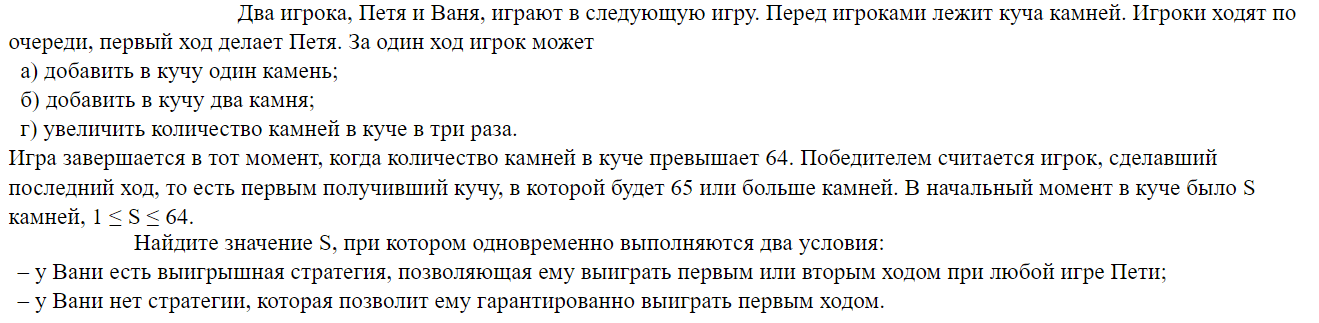 Два игрока, Петя и Ваня, играют в следующую игру. Перед игроками лежит куча камней. Игроки ходят по
очереди, первый ход делает Петя. За один ход игрок может
а) добавить в кучу один камень;
б) добавить в кучу два камня;
г) увеличить количество камней в куче в три раза.
Игра завершается в тот момент, когда количество камней в куче превышает 64. Победителем считается игрок, сделавший
последний ход, то есть первым получивший кучу, в которой будет 65 или больше камней. В начальный момент в куче было S
камней, 1 ≤ S ≤ 64.
Найдите значение S, при котором одновременно выполняются два условия:
– у Вани есть выигрышная стратегия, позволяющая ему выиграть первым или вторым ходом при любой игре Пети;
– у Вани нет стратегии, которая позволит ему гарантированно выиграть первым ходом.